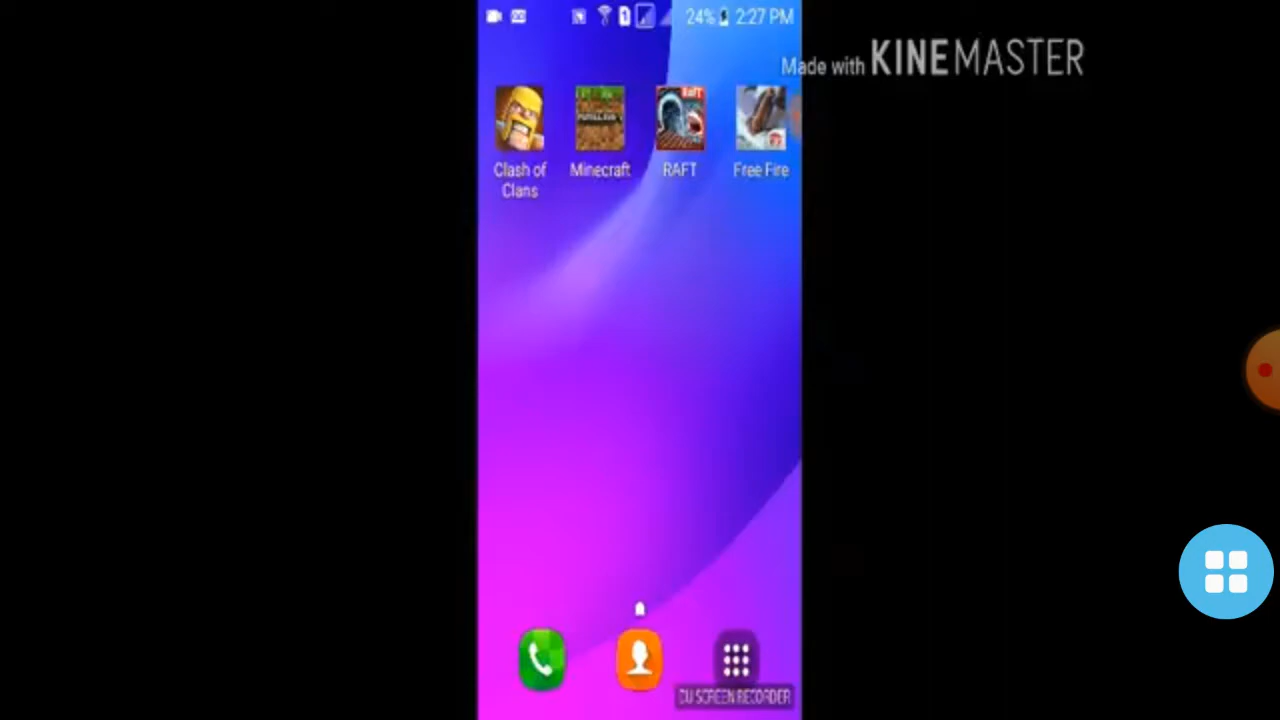 24% 2:27 PM
Made with KINEMASTER
Clash of Clans
Minecraft
RAFT
Free Fire
DU SCREEN RECORDER